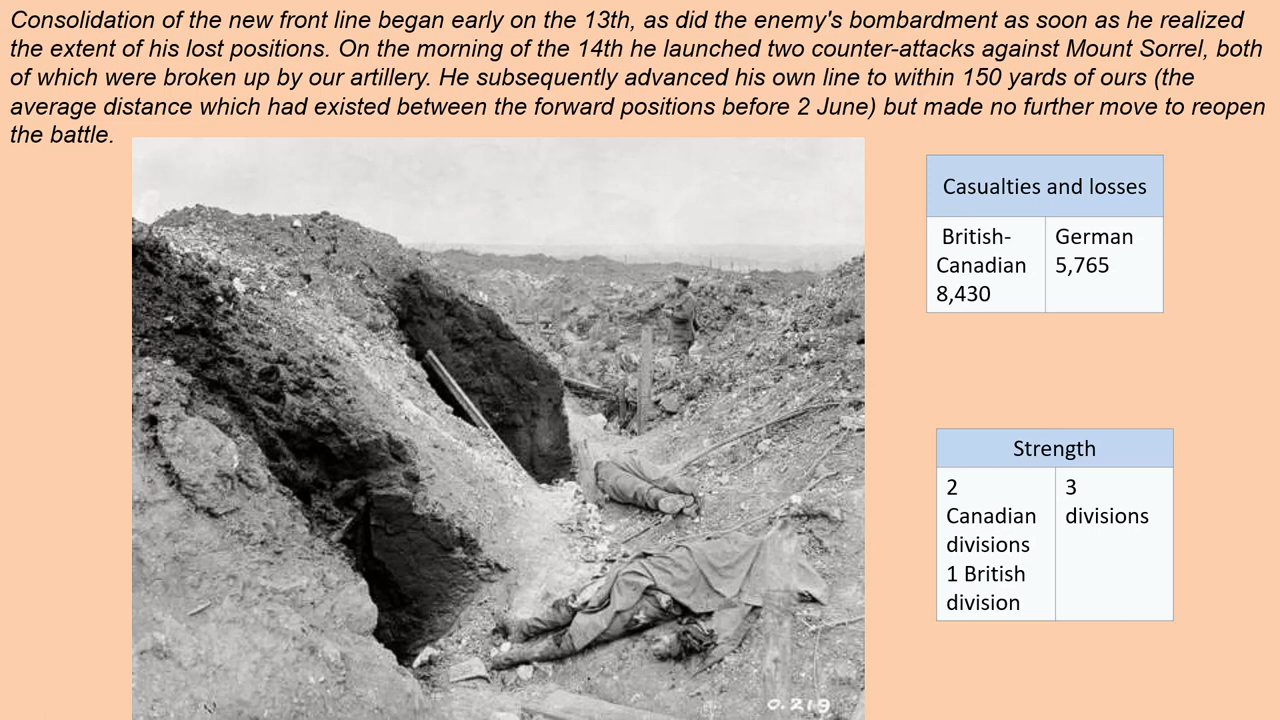 Consolidation of the new front line began early on the 13th, as did the enemy's bombardment as soon as he realized
the extent of his lost positions. On the morning of the 14th he launched two counter-attacks against Mount Sorrel, both
of which were broken up by our artillery. He subsequently advanced his own line to within 150 yards of ours (the
average distance which had existed between the forward positions before 2 June) but made no further move to reopen
the battle.
Casualties and losses
British-
Canadian
8,430
German
5,765
Strength
2
Canadian
divisions
1 British
division
3
divisions
O.219